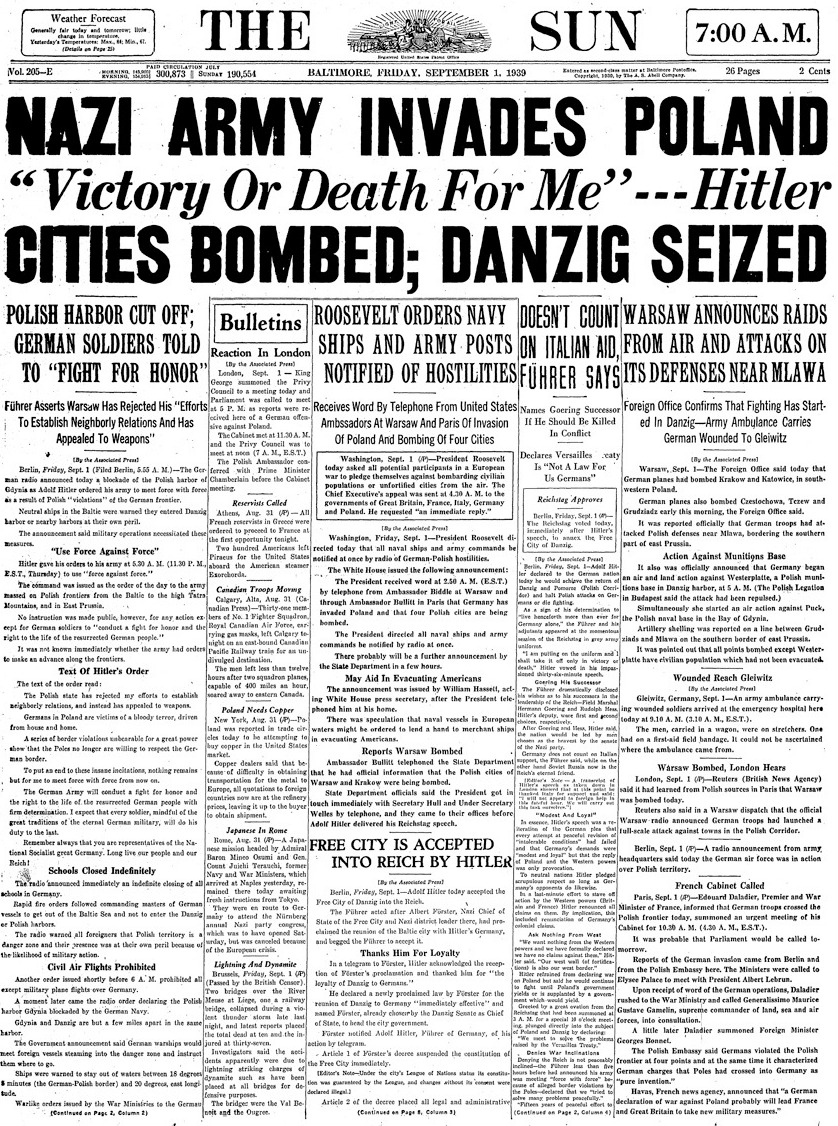 Weather Forecast
Generally fair today and tomorrow; little
change in temperature.
Yesterday's Temperatures: Max., 84; Min., 67.
(Details on Page 25)
THE SUN
Registered United States Patent Office
7:00 A.M.
Vol. 205—E
PAID CIRCULATION JULY
MORNING,
EVENING,
300,873
SUNDAY 190,554
BALTIMORE, FRIDAY, SEPTEMBER 1, 1939
Entered as second-class matter at Baltimore Postoffice.
Copyright, 1939, by The A. S. Abell Company.
26 Pages
2 Cents
NAZI ARMY INVADES POLAND
"Victory Or Death For Me"---Hitler
CITIES BOMBED; DANZIG SEIZED
POLISH HARBOR CUT OFF;
GERMAN SOLDIERS TOLD
TO "FIGHT FOR HONOR"
Führer Asserts Warsaw Has Rejected His "Efforts
To Establish Neighborly Relations And Has
Appealed To Weapons"
[By the Associated Press]
Berlin, Friday, Sept. 1 (Filed Berlin, 5.55 A. M.)—The Ger-
man radio announced today a blockade of the Polish harbor of
Gdynia as Adolf Hitler ordered his army to meet force with force
as a result of Polish "violations" of the German frontier.
Neutral ships in the Baltic were warned they entered Danzig
harbor or nearby harbors at their own peril.
The announcement said military operations necessitated these
measures.
"Use Force Against Force"
Hitler gave his orders to his army at 5.30 A. M. (11.30 P. M.,
E.S.T., Thursday) to use "force against force."
The command was issued as the order of the day to the army
massed on Polish frontiers from the Baltic to the high Tatra
Mountains, and in East Prussia.
No instruction was made public, however, for any action ex-
cept for German soldiers to "conduct a fight for honor and the
right to the life of the resurrected German people."
It was not known immediately whether the army had orders
to make an advance along the frontiers.
Text Of Hitler's Order
The text of the order read:
The Polish state has rejected my efforts to establish
neighborly relations, and instead has appealed to weapons.
Germans in Poland are victims of a bloody terror, driven
from house and home.
A series of border violations unbearable for a great power
show that the Poles no longer are willing to respect the Ger-
man border.
To put an end to these insane incitations, nothing remains
but for me to meet force with force from now on.
The German Army will conduct a fight for honor and
the right to the life of the resurrected German people with
firm determination. I expect that every soldier, mindful of the
great traditions of the eternal German military, will do his
duty to the last.
Remember always that you are representatives of the Na-
tional Socialist great Germany. Long live our people and our
Reich!
Schools Closed Indefinitely
The radio announced immediately an indefinite closing of all
schools in Germany.
Rapid fire orders followed commanding masters of German
vessels to get out of the Baltic Sea and not to enter the Danzig
or Polish harbors.
The radio warned all foreigners that Polish territory is a
danger zone and their presence was at their own peril because of
the likelihood of military action.
Civil Air Flights Prohibited
Another order issued shortly before 6 A. M. prohibited all
except military plane flights over Germany.
A moment later came the radio order declaring the Polish
harbor Gdynia blockaded by the German Navy.
Gdynia and Danzig are but a few miles apart in the same
harbor.
The Government announcement said German warships would
meet foreign vessels steaming into the danger zone and instruct
them where to go.
Ships were warned to stay out of waters between 18 degrees
minutes (the German-Polish border) and 20 degrees, east longi-
tude.
Warlike orders issued by the War Ministries to the German
(Continued on Page 2, Column 2)
Bulletins
Reaction In London
[By the Associated Press]
London, Sept. 1 — King
George summoned the Privy
Council to a meeting today and
Parliament was called to meet
at 5 P. M. as reports were re-
ceived here of a German offen-
sive against Poland.
The Cabinet met at 11.30 A.M.
and the Privy Council was to
meet at noon (7 A. M., E.S.T.)
The Polish Ambassador con-
ferred with Prime Minister
Chamberlain before the Cabinet
meeting.
Reservists Called
Athens, Aug. 31 (AP) — All
French reservists in Greece were
ordered to proceed to France at
the first opportunity tonight.
Two hundred Americans left
Piraeus for the United States
aboard the American steamer
Exochorda.
Canadian Troops Moving
Calgary, Alta, Aug. 31 (Ca-
nadian Press)—Thirty-one mem-
bers of No. 1 Fighter Squadron,
Royal Canadian Air Force, car-
rying gas masks, left Calgary to-
night on an east-bound Canadian
Pacific Railway train for an un-
divulged destination.
The men left less than twelve
hours after two squadron planes,
capable of 400 miles an hour,
soared away to eastern Canada.
Poland Needs Copper
New York, Aug. 31 (AP)—Po-
land was reported in trade cir-
cles today to be attempting to
buy copper in the United States
market.
Copper dealers said that be-
cause of difficulty in obtaining
transportation for the metal to
Europe, all quotations to foreign
countries now are at the refinery
prices, leaving it up to the buyer
to obtain shipment.
Japanese In Rome
Rome, Aug. 31 (AP) — A Japa-
nese mission headed by Admiral
Baron Mineo Osumi and Gen.
Count Juichi Terauchi, former
Navy and War Ministers, which
arrived at Naples yesterday, re-
mained there today awaiting
fresh instructions from Tokyo.
They were en route to Ger-
many to attend the Nürnberg
annual Nazi party congress,
which was to have opened Sat-
urday, but was canceled because
of the European crisis.
Lightning And Dynamite
Brussels, Friday, Sept. 1 (AP)
(Passed by the British Censor).
Two bridges over the River
Meuse at Liege, one a railway
bridge, collapsed during a vio-
lent thunder storm late last
night, and latest reports placed
the total dead at ten and the in-
jured at thirty-seven.
Investigators said the acci-
dents apparently were due to
lightning striking charges of
dynamite such as have been
placed at all bridges for de-
fensive purposes.
The bridges were the Val Be-
noit and the Ougree.
ROOSEVELT ORDERS NAVY
SHIPS AND ARMY POSTS
NOTIFIED OF HOSTILITIES
Receives Word By Telephone From United States
Ambssadors At Warsaw And Paris Of Invasion
Of Poland And Bombing Of Four Cities
Washington, Sept. 1 (AP)—President Roosevelt
today asked all potential participants in a European
war to pledge themselves against bombarding civilian
populations or unfortified cities from the air. The
Chief Executive's appeal was sent at 4.30 A. M. to the
governments of Great Britain, France, Italy, Germany
and Poland. He requested "an immediate reply."
[By the Associated Press]
Washington, Friday, Sept. 1—President Roosevelt di-
rected today that all naval ships and army commands be
notified at once by radio of German-Polish hostilities.
The White House issued the following announcement:
The President received word at 2.50 A. M. (E.S.T.)
by telephone from Ambassador Biddle at Warsaw and
through Ambassador Bullitt in Paris that Germany has
invaded Poland and that four Polish cities are being
bombed.
The President directed all naval ships and army
commands be notified by radio at once.
There probably will be a further announcement by
the State Department in a few hours.
May Aid In Evacuating Americans
The announcement was issued by William Hassett, act-
ing White House press secretary, after the President tele-
phoned him at his home.
There was speculation that naval vessels in European
waters might be ordered to lend a hand to merchant ships
in evacuating Americans.
Reports Warsaw Bombed
Ambassador Bullitt telephoned the State Department
that he had official information that the Polish cities of
Warsaw and Krakow were being bombed.
State Department officials said the President got in
touch immediately with Secretary Hull and Under Secretary
Welles by telephone, and they came to their offices before
Adolf Hitler delivered his Reichstag speech.
FREE CITY IS ACCEPTED
INTO REICH BY HITLER
[By the Associated Press]
Berlin, Friday, Sept. 1—Adolf Hitler today accepted the
Free City of Danzig into the Reich.
The Führer acted after Albert Förster, Nazi Chief of
State of the Free City and Nazi district leader there, had pro-
claimed the reunion of the Baltic city with Hitler's Germany,
and begged the Führer to accept it.
Thanks Him For Loyalty
In a telegram to Förster, Hitler acknowledged the recep-
tion of Förster's proclamation and thanked him for "the
loyalty of Danzig to Germany."
He declared a newly proclaimed law by Förster for the
reunion of Danzig to Germany "immediately effective" and
named Förster, already chosen by the Danzig Senate as Chief
of State, to head the city government.
Förster notified Adolf Hitler, Führer of Germany, of his
action by telegram.
Article 1 of Förster's decree suspended the constitution of
the Free City immediately.
[Editor's Note—Under the city's League of Nations status its constitu-
tion was guaranteed by the League, and changes without its consent were
declared illegal.]
Article 2 of the decree placed all legal and administrative
(Continued on Page 8, Column 3)
DOESN'T COUNT
ON ITALIAN AID,
FÜHRER SAYS
Names Goering Successor
If He Should Be Killed
In Conflict
Declares Versailles Treaty
Is "Not A Law For
Us Germans"
Reichstag Approves
Berlin, Friday, Sept. 1 (AP)—
The Reichstag voted today,
immediately after Hitler's
speech, to annex the Free
City of Danzig.
[By the Associated Press]
Berlin, Friday, Sept. 1—Adolf Hit-
ler declared to the German nation
today he would achieve the return of
Danzig and Pomorze (Polish Corri-
dor) and halt Polish attacks on Ger-
mans or die fighting.
As a sign of his determination to
"live henceforth more than ever for
Germany alone," the Führer and his
adjutants appeared at the momentous
session of the Reichstag in gray army
uniforms.
"I am putting on the uniform and I
shall take it off only in victory or
death," Hitler vowed in his impas-
sioned thirty-six-minute speech.
Goering His Successor
The Führer dramatically disclosed
his wishes as to his successors in the
leadership of the Reich—Field Marshal
Hermann Goering and Rudolph Hess,
Hitler's deputy, were first and second
choices, respectively.
After Goering and Hess, Hitler said,
the nation would be led by men
chosen as the bravest by the senate
of the Nazi party.
Germany does not count on Italian
support, the Führer said, while on the
other hand Soviet Russia now is the
Reich's eternal friend.
"Modest And Loyal"
Much of Hitler's speech was a re-
iteration of the German plea that
every attempt at peaceful revision of
"intolerable conditions" had failed
and that Germany's demands were
"modest and loyal" but that the reply
of Poland and the Western powers
was only provocation.
To neutral nations Hitler pledged
scrupulous respect so long as Ger-
many's opponents do likewise.
In a last-minute effort to stave off
action by the Western powers (Brit-
ain and France) Hitler renounced all
claims on them. By implication, this
included renunciation of Germany's
colonial claims.
Ask Nothing From West
"We want nothing from the Western
powers and we have formally declared
we have no claims against them," Hit-
ler said. "Our west wall (of fortifica-
tions) is also our west border."
Hitler refrained from declaring war
on Poland but said he would continue
to fight until Poland's government
yields or is supplanted by a govern-
ment which would yield.
Greeted by a great ovation from the
Reichstag that had been summoned at
3 A. M. for a special 10 o'clock meet-
ing, plunged directly into the subject
of Poland and Danzig by declaring:
"We meet to solve the problems
raised by the Versailles Treaty."
Denies War Inclinations
Denying the Reich is not peaceably
inclined—the Führer less than five
hours before had announced his army
was meeting "force with force" be-
cause of alleged border violations by
the Poles—declared that "we tried to
solve many problems peacefully."
"Fifteen years of peaceful effort to
(Continued on Page 2, Column 4)
WARSAW ANNOUNCES RAIDS
FROM AIR AND ATTACKS ON
ITS DEFENSES NEAR MLAWA
Foreign Office Confirms That Fighting Has Start-
ed In Danzig—Army Ambulance Carries
German Wounded To Gleiwitz
[By the Associated Press]
Warsaw, Sept. 1—The Foreign Office said today that
German planes had bombed Krakow and Katowice, in south-
western Poland.
German planes also bombed Czestochowa, Tczew and
Grudziadz early this morning, the Foreign Office said.
It was reported officially that German troops had at-
tacked Polish defenses near Mlawa, bordering the southern
part of east Prussia.
Action Against Munitions Base
It also was officially announced that Germany began
an air and land action against Westerplatte, a Polish muni-
tions base in Danzig harbor, at 5 A. M. (The Polish Legation
in Budapest said the attack had been repulsed.)
Simultaneously she started an air action against Puck,
the Polish naval base in the Bay of Gdynia.
Artillery shelling was reported on a line between Grud-
ziads and Mlawa on the southern border of east Prussia.
It was pointed out that all points bombed except Wester-
platte have civilian population which had not been evacuated.
Wounded Reach Gleiwitz
[By the Associated Press]
Gleiwitz, Germany, Sept. 1—An army ambulance carry-
ing wounded soldiers arrived at the emergency hospital here
today at 9.10 A. M. (3.10 A. M., E.S.T.).
The men, carried in a wagon, were on stretchers. One
had on a first-aid field bandage. It could not be ascertained
where the ambulance came from.
Warsaw Bombed, London Hears
London, Sept. 1 (AP)—Reuters (British News Agency)
said it had learned from Polish sources in Paris that Warsaw
was bombed today.
Reuters also said in a Warsaw dispatch that the official
Warsaw radio announced German troops had launched a
full-scale attack against towns in the Polish Corridor.
Berlin, Sept. 1 (AP)—A radio announcement from army
headquarters said today the German air force was in action
over Polish territory.
French Cabinet Called
Paris, Sept. 1 (AP)—Edouard Daladier, Premier and War
Minister of France, informed that German troops crossed the
Polish frontier today, summoned an urgent meeting of his
Cabinet for 10.30 A. M. (4.30 A. M., E.S.T.).
It was probable that Parliament would be called to-
morrow.
Reports of the German invasion came from Berlin and
from the Polish Embassy here. The Ministers were called to
Elysee Palace to meet with President Albert Lebrun.
Upon receipt of word of the German operations, Daladier
rushed to the War Ministry and called Generalissimo Maurice
Gustave Gamelin, supreme commander of land, sea and air
forces, into consultation.
A little later Daladier summoned Foreign Minister
Georges Bonnet.
The Polish Embassy said Germans violated the Polish
frontier at four points and at the same time it characterized
German charges that Poles had crossed into Germany as
"pure invention."
Havas, French news agency, announced that "a German
declaration of war against Poland probably will lead France
and Great Britain to take new military measures."